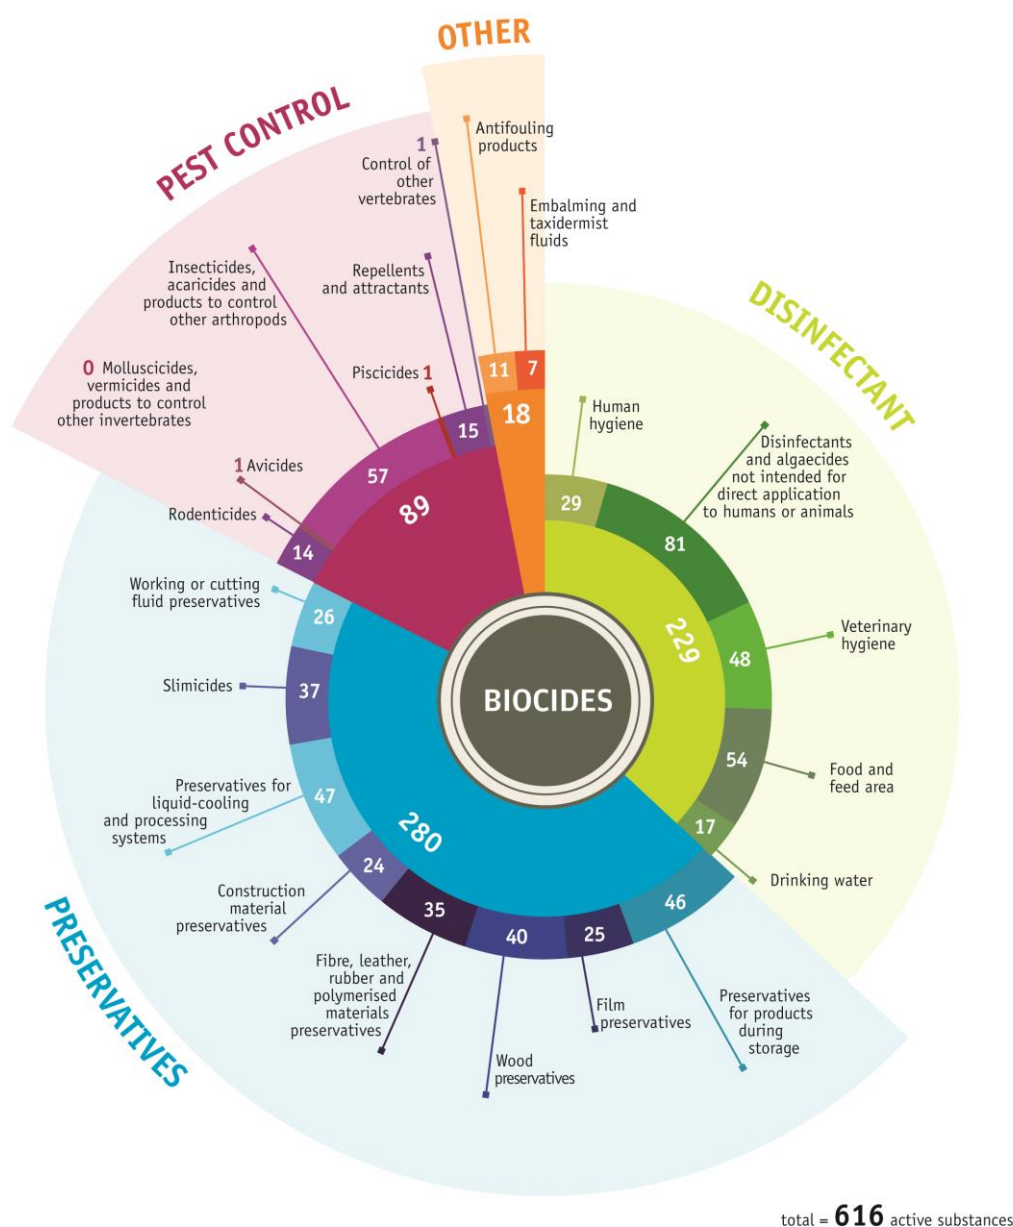 OTHER
Antifouling
products
Embalming and
taxidermist
fluids
11
7
18
PEST CONTROL
1
Control of
other
vertebrates
Repellents
and attractants
Insecticides,
acaricides and
products to control
other arthropods
Piscicides 1
0 Molluscicides,
vermicides and
products to control
other invertebrates
1 Avicides
Rodenticides
15
57
14
89
DISINFECTANT
Human
hygiene
Disinfectants
and algaecides
not intended for
direct application
to humans or animals
Veterinary
hygiene
Food and
feed area
Drinking water
29
81
48
54
17
229
BIOCIDES
PRESERVATIVES
Working or cutting
fluid preservatives
Slimicides
Preservatives for
liquid-cooling
and processing
systems
Construction
material
preservatives
Fibre, leather,
rubber and
polymerised
materials
preservatives
Wood
preservatives
Film
preservatives
Preservatives
for products
during
storage
26
37
47
24
35
40
25
46
280
total = 616 active substances